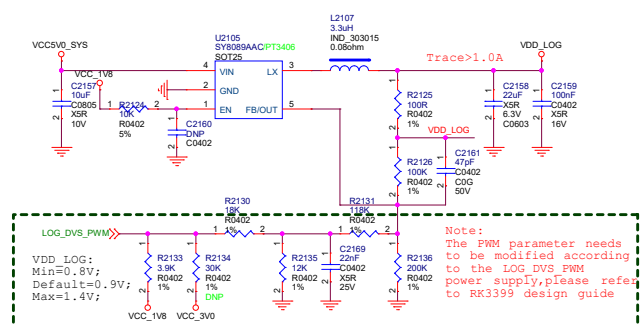 VCC5V0_SYS
VCC_1V8
C2157
10uF
C0805
X5R
10V
R2124
10K
R0402
5%
C2160
DNP
C0402
U2105
SY8089AAC/PT3406
SOT25
4 VIN LX 3
2 GND
1 EN FB/OUT 5
L2107
3.3uH
IND_303015
0.08ohm
Trace>1.0A
VDD_LOG
R2125
100R
R0402
1%
C2158
22uF
X5R
6.3V
C0603
C2159
100nF
C0402
X5R
16V
VDD_LOG
R2126
100K
R0402
1%
C2161
47pF
C0402
C0G
50V
LOG_DVS_PWM
R2130
18K
R0402
1%
R2131
118K
R0402
1%
VDD_LOG:
Min=0.8V;
Default=0.9V;
Max=1.4V;
R2133
3.9K
R0402
1%
VCC_1V8
R2134
30K
R0402
1%
DNP
VCC_3V0
R2135
12K
R0402
1%
C2169
22nF
C0402
X5R
25V
R2136
200K
R0402
1%
Note:
The PWM parameter needs
to be modified according
to the LOG_DVS_PWM
power supply,please refer
to RK3399 design guide